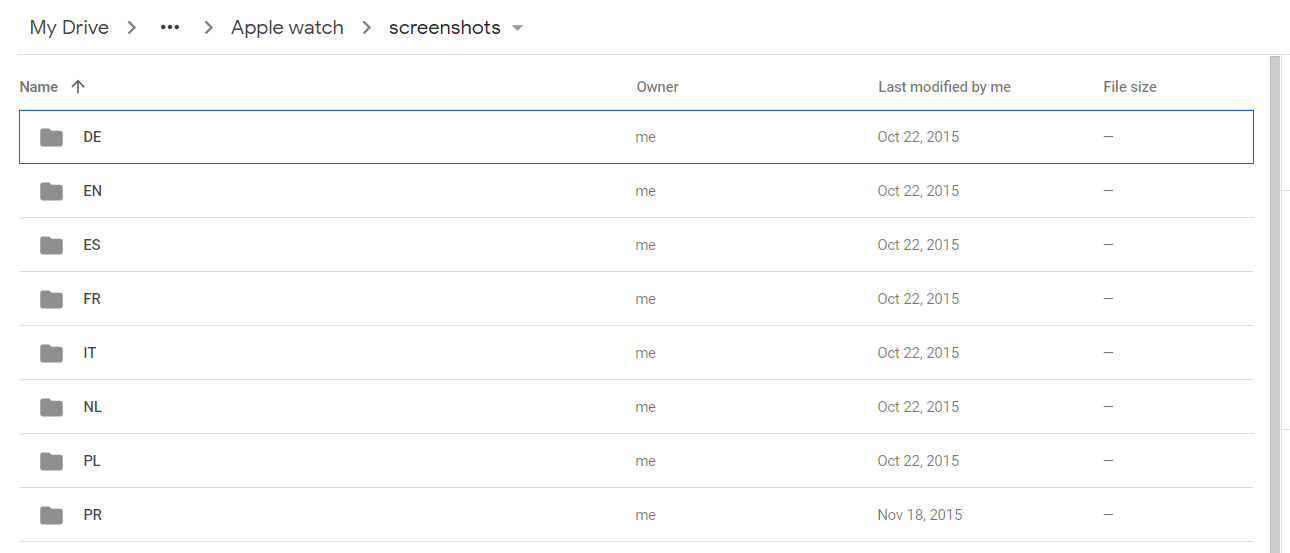 My Drive > ••• > Apple watch > screenshots
Name Owner Last modified by me File size
DE me Oct 22, 2015 —
EN me Oct 22, 2015 —
ES me Oct 22, 2015 —
FR me Oct 22, 2015 —
IT me Oct 22, 2015 —
NL me Oct 22, 2015 —
PL me Oct 22, 2015 —
PR me Nov 18, 2015 —